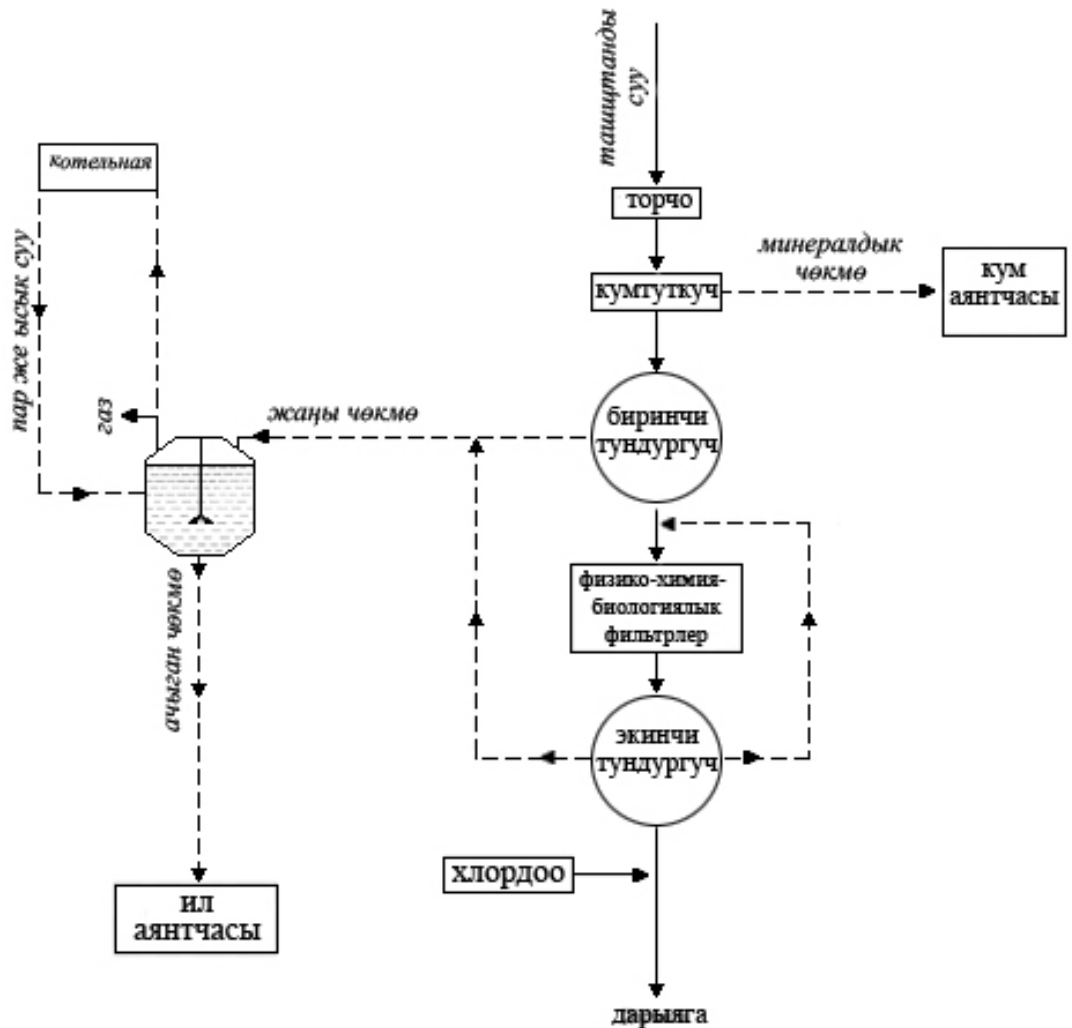 таштанды
суу
котельная
торчо
минералдык
чөкмө
кум
аянтчасы
кумтуткуч
пар же ысык суу
газ
жаңы чөкмө
биринчи
тундургуч
физико-химия-
биологиялык
фильтрлер
ачыган чөкмө
экинчи
тундургуч
хлордоо
ил
аянтчасы
дарыяга